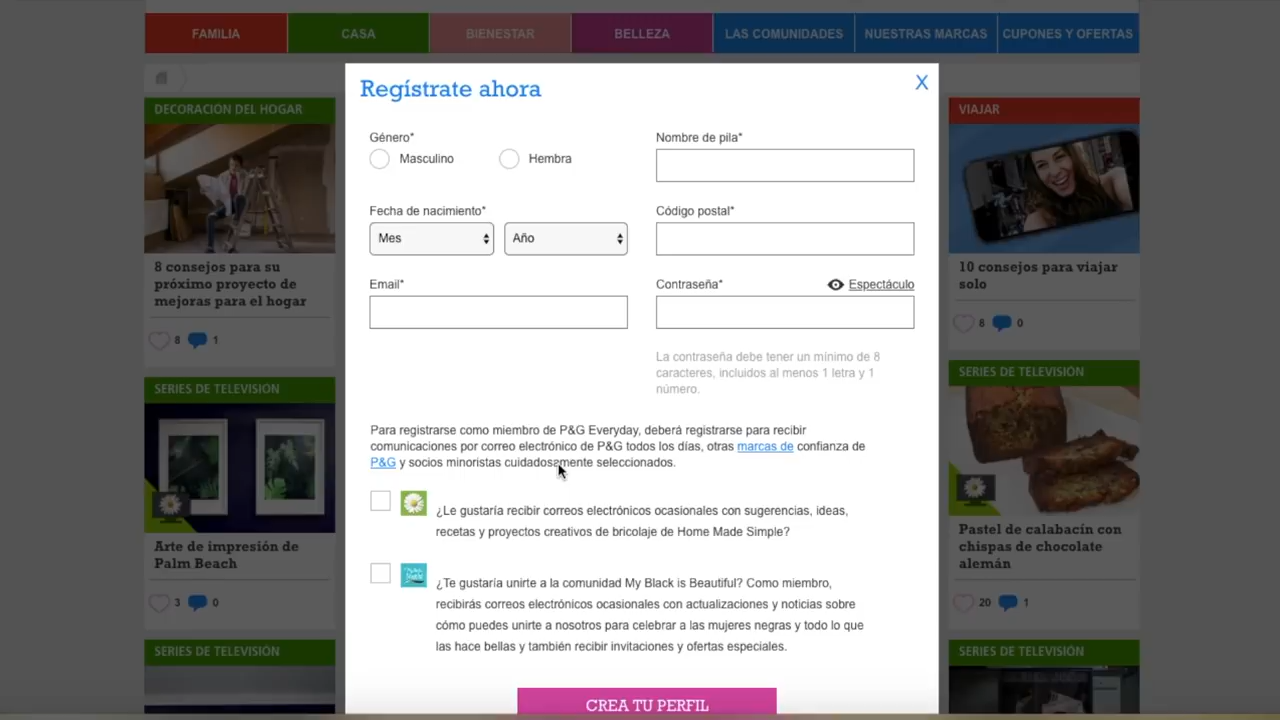 FAMILIA
CASA
BIENESTAR
BELLEZA
LAS COMUNIDADES
NUESTRAS MARCAS
CUPONES Y OFERTAS
DECORACIÓN DEL HOGAR
8 consejos para su
próximo proyecto de
mejoras para el hogar
8
1
SERIES DE TELEVISIÓN
Arte de impresión de
Palm Beach
3
0
SERIES DE TELEVISIÓN
Regístrate ahora
X
Género*
Masculino
Hembra
Nombre de pila*
Fecha de nacimiento*
Mes
Año
Código postal*
Email*
Contraseña*
Espectáculo
La contraseña debe tener un mínimo de 8
caracteres, incluidos al menos 1 letra y 1
número.
Para registrarse como miembro de P&G Everyday, deberá registrarse para recibir
comunicaciones por correo electrónico de P&G todos los días, otras marcas de confianza de
P&G y socios minoristas cuidadosamente seleccionados.
¿Le gustaría recibir correos electrónicos ocasionales con sugerencias, ideas,
recetas y proyectos creativos de bricolaje de Home Made Simple?
¿Te gustaría unirte a la comunidad My Black is Beautiful? Como miembro,
recibirás correos electrónicos ocasionales con actualizaciones y noticias sobre
cómo puedes unirte a nosotros para celebrar a las mujeres negras y todo lo que
las hace bellas y también recibir invitaciones y ofertas especiales.
CREA TU PERFIL
VIAJAR
10 consejos para viajar
solo
8
0
SERIES DE TELEVISIÓN
Pastel de calabacín con
chispas de chocolate
alemán
20
1
SERIES DE TELEVISIÓN